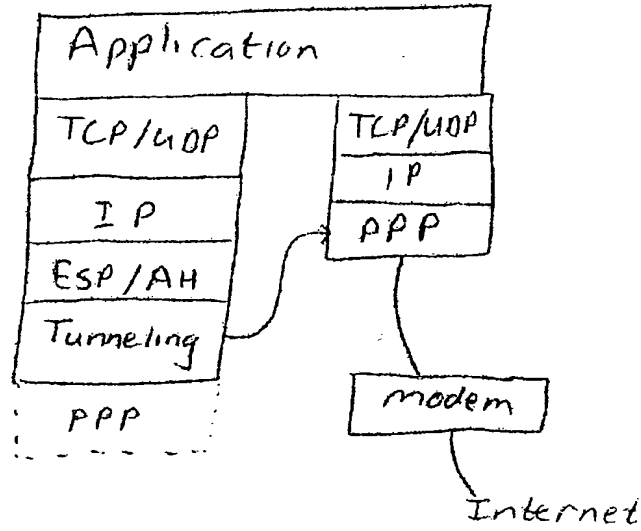 Application
TCP/UDP
IP
ESP/AH
Tunneling
PPP
TCP/UDP
IP
PPP
modem
Internet